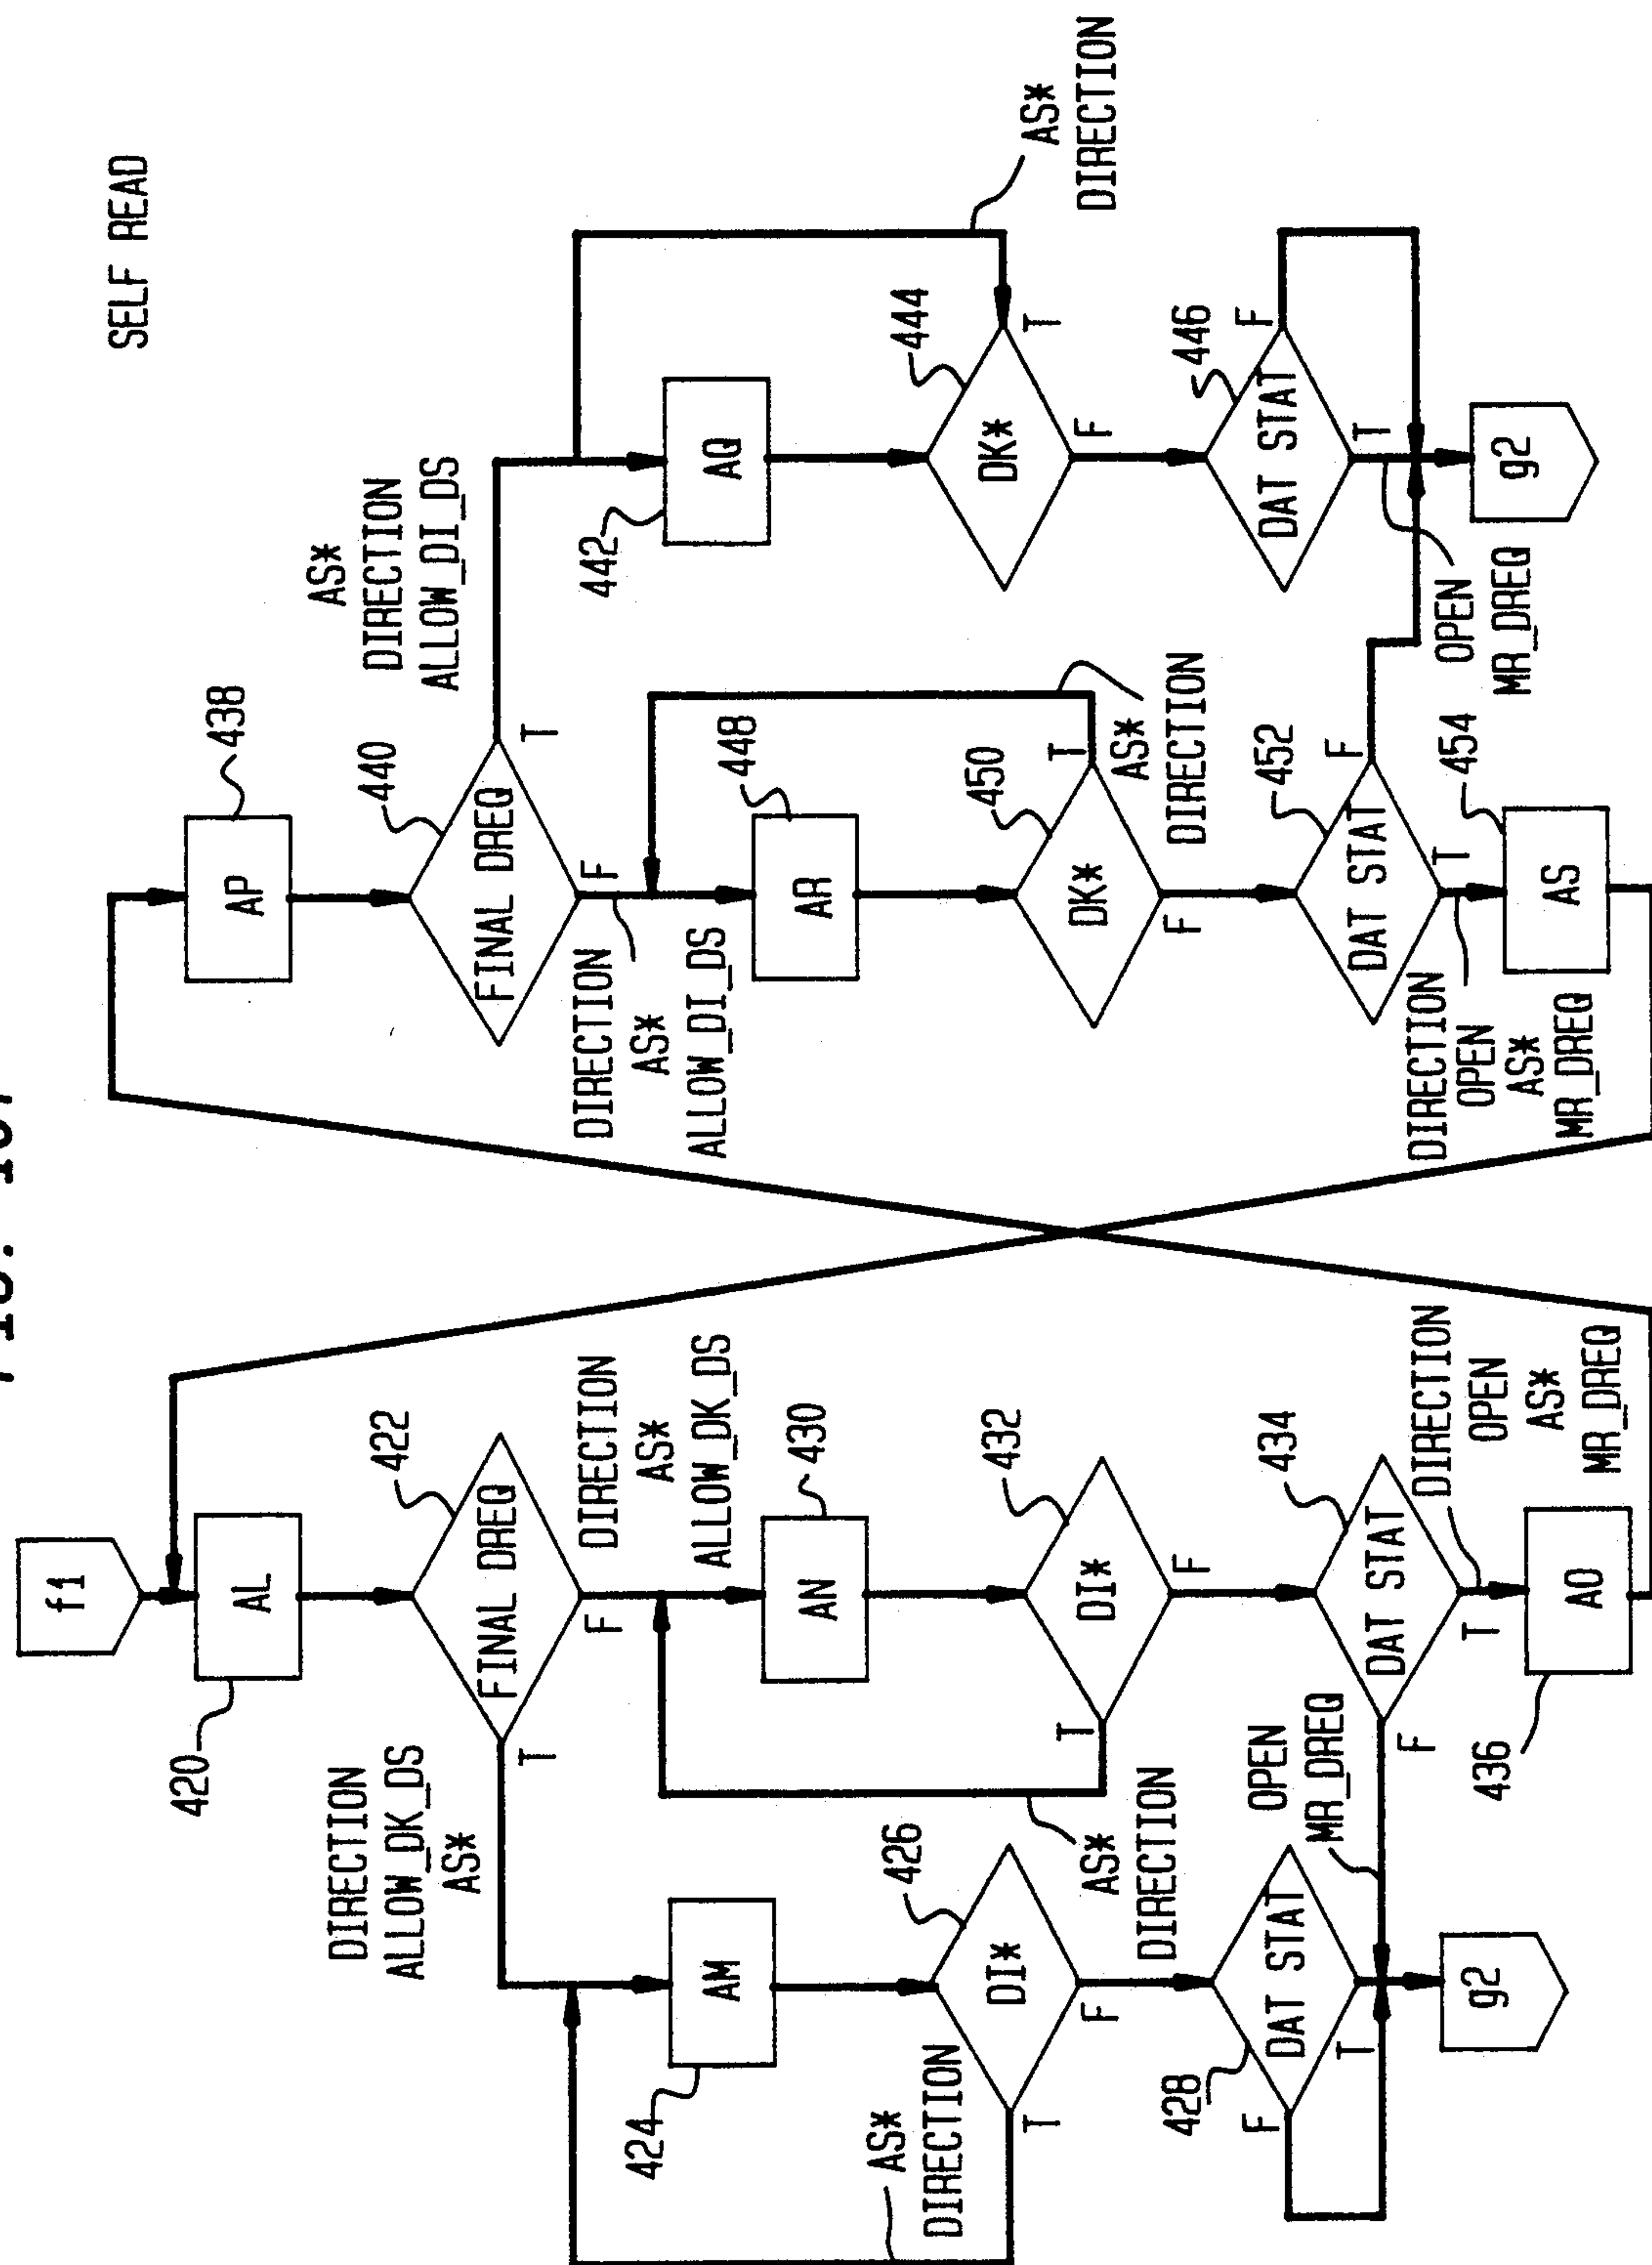 SELF READ
f1
AL
420
FINAL DREQ
422
T
F
DIRECTION
ALLOW_DK_DS
AS*
DIRECTION
AS*
ALLOW_DK_DS
AM
424
AN
430
DI*
426
T
F
AS*
DIRECTION
DI*
432
T
F
AS*
DIRECTION
DAT STAT
428
F
T
OPEN
MR_DREQ
DAT STAT
434
F
T
DIRECTION
OPEN
AS*
MR_DREQ
g2
AO
436
AP
438
FINAL DREQ
440
T
F
AS*
DIRECTION
ALLOW_DI_DS
DIRECTION
AS*
ALLOW_DI_DS
AR
448
AQ
442
DK*
450
T
F
AS*
DIRECTION
DK*
444
T
F
AS*
DIRECTION
DAT STAT
452
F
T
DIRECTION
OPEN
AS*
MR_DREQ
DAT STAT
446
F
T
OPEN
MR_DREQ
AS
454
g2